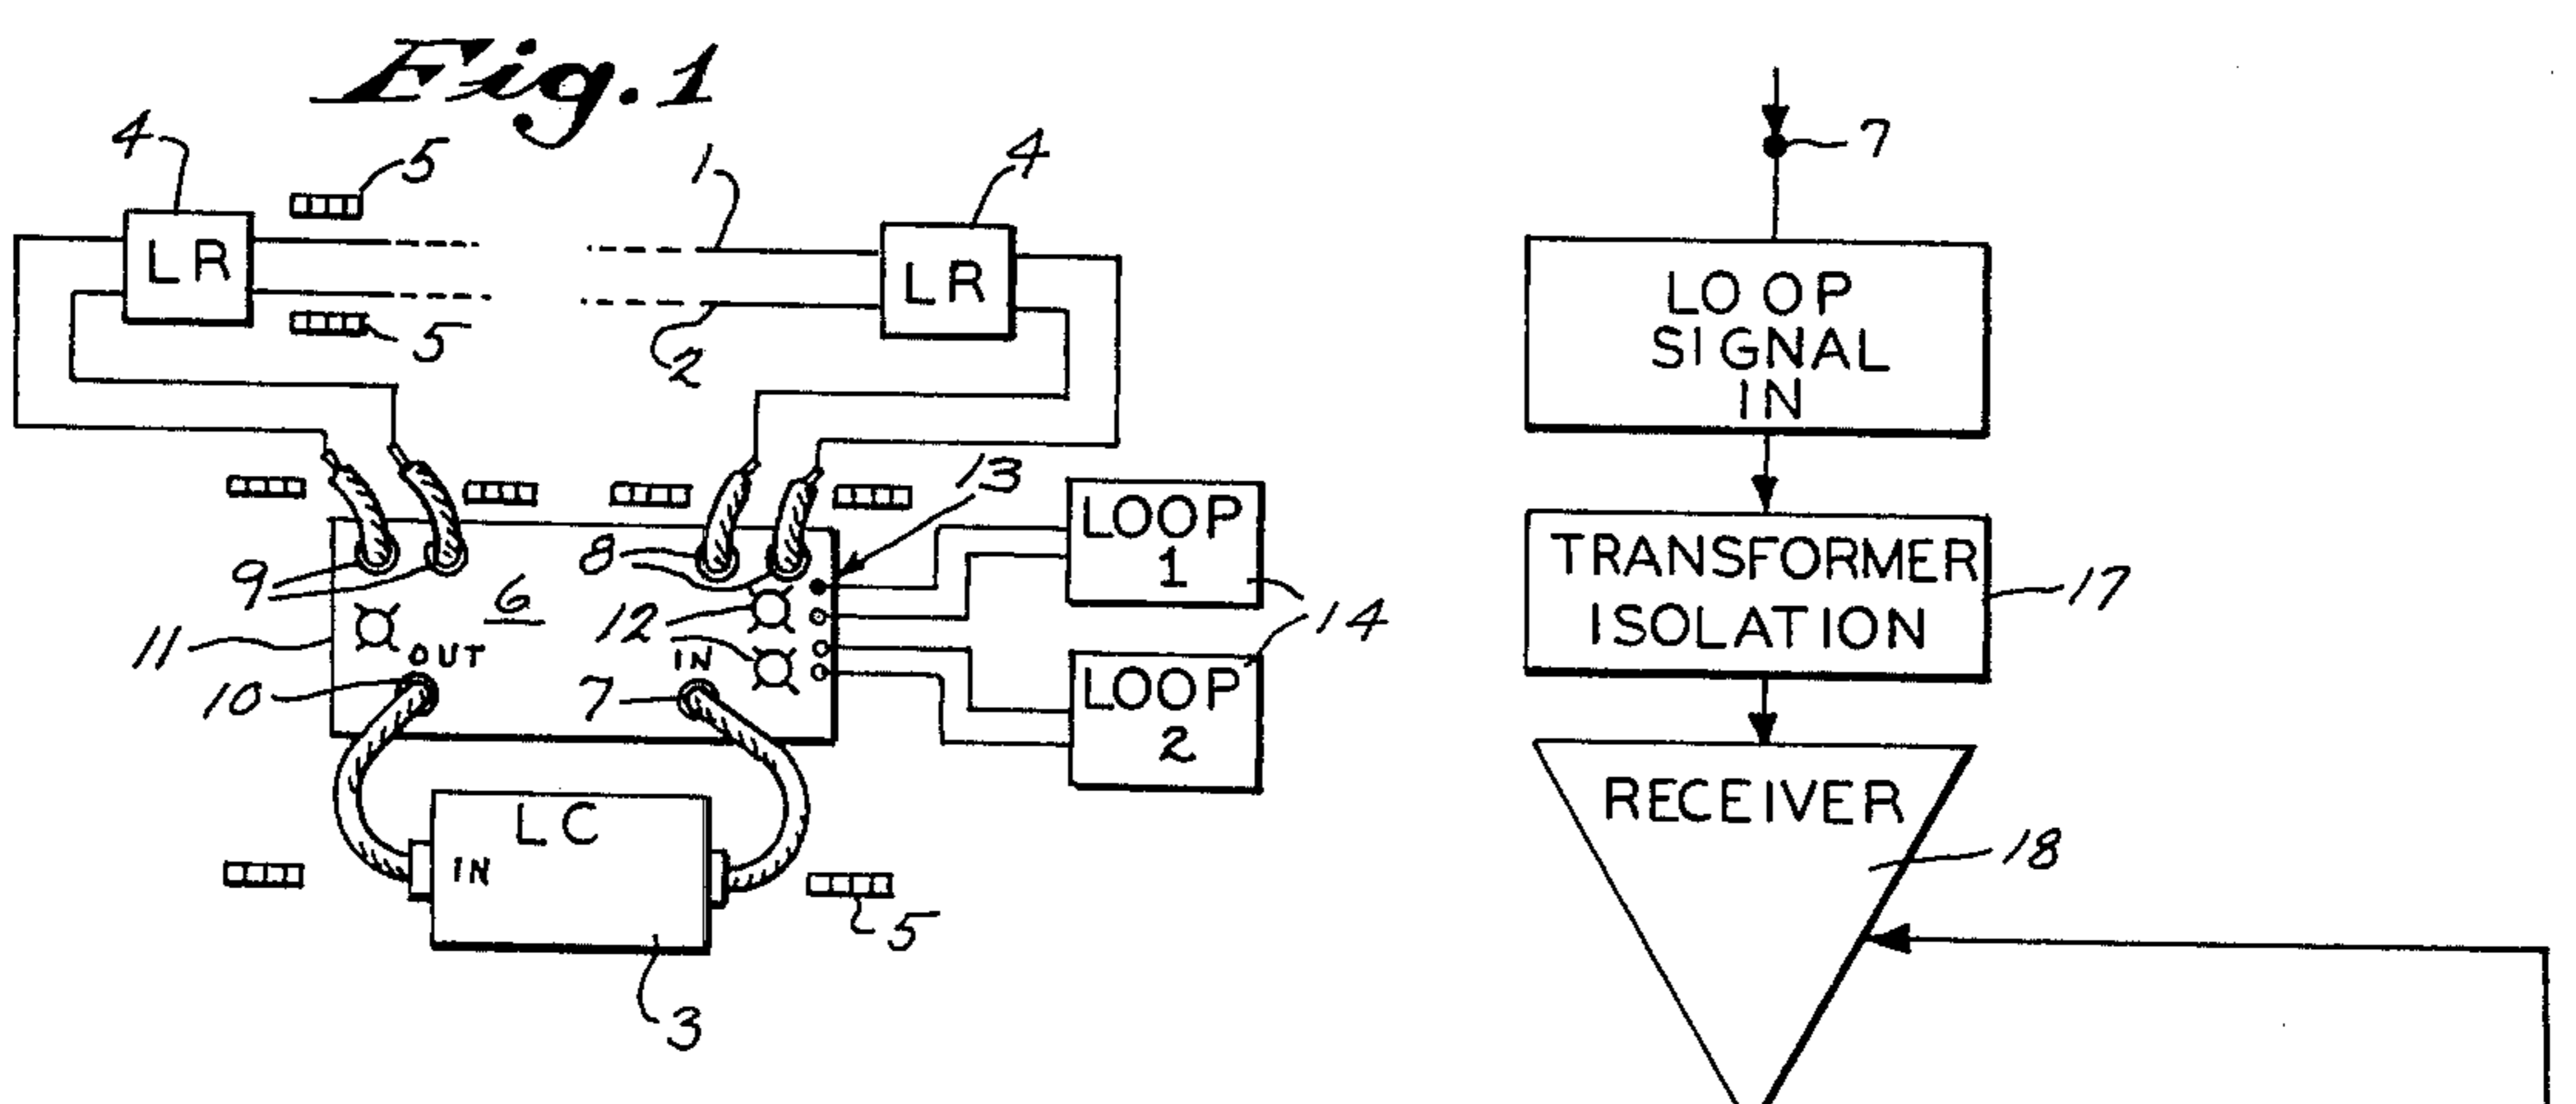 Fig. 1
4
5
1
4
LR
LR
5
2
13
LOOP
1
8
9
6
12
14
11
OUT
IN
10
7
LOOP
2
LC
IN
5
3
7
LOOP
SIGNAL
IN
TRANSFORMER
ISOLATION
17
RECEIVER
18